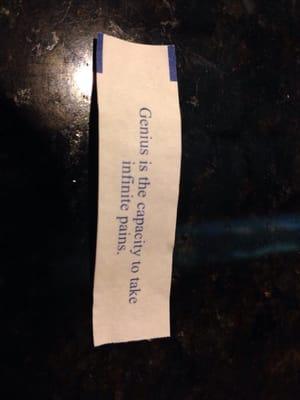 Genius is the capacity to take
infinite pains.